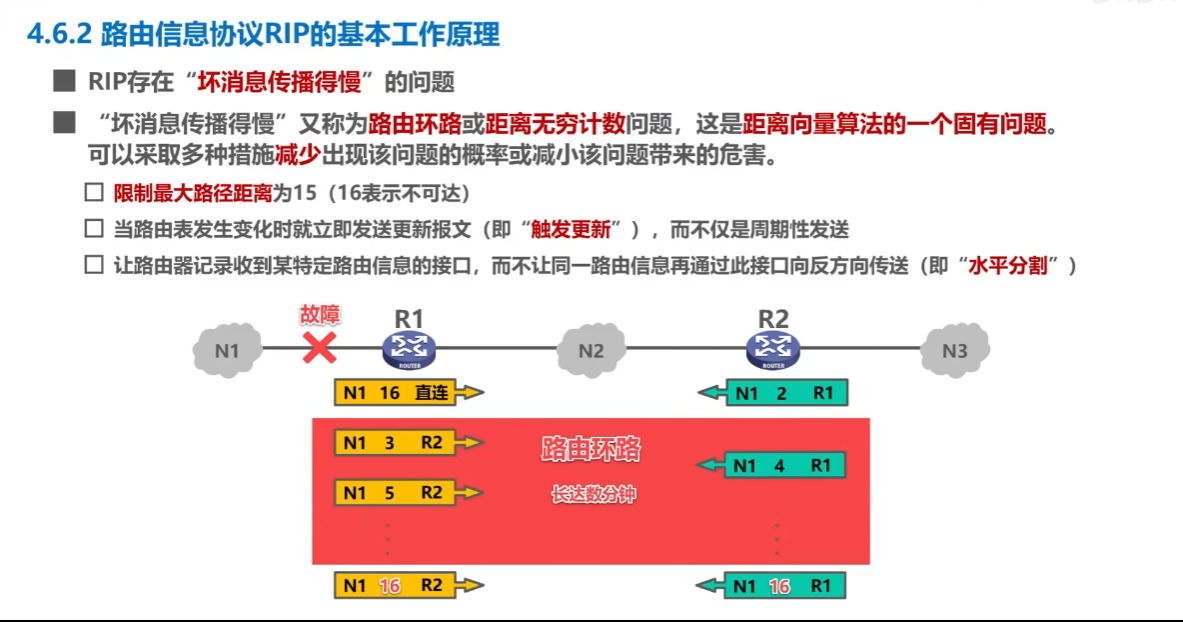 4.6.2 路由信息协议RIP的基本工作原理
RIP存在“坏消息传播得慢”的问题
“坏消息传播得慢”又称为路由环路或距离无穷计数问题，这是距离向量算法的一个固有问题。
可以采取多种措施减少出现该问题的概率或减小该问题带来的危害。
限制最大路径距离为15（16表示不可达）
当路由表发生变化时就立即发送更新报文（即“触发更新”），而不仅是周期性发送
让路由器记录收到某特定路由信息的接口，而不让同一路由信息再通过此接口向反方向传送（即“水平分割”）
故障 R1 R2
N1 N2 N3
ROUTER ROUTER
N1 16 直连 N1 2 R1
N1 3 R2 路由环路
N1 4 R1
N1 5 R2 长达数分钟
N1 16 R2 N1 16 R1